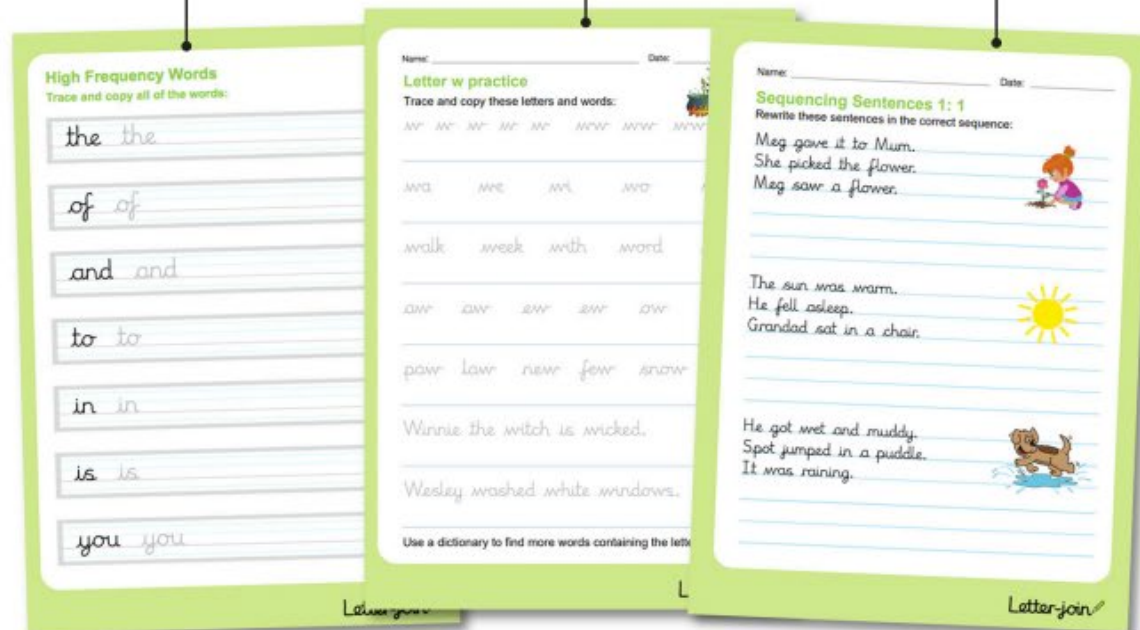 High Frequency Words
Trace and copy all of the words:
the the
of of
and and
to to
in in
is is
you you
Letter-join
Name: Date:
Letter w practice
Trace and copy these letters and words:
w w w w w ww ww ww
wa we wi wo
walk week with word
aw aw ew ew ow
paw law new few snow
Winnie the witch is wicked.
Wesley washed white windows.
Use a dictionary to find more words containing the
L
Name: Date:
Sequencing Sentences 1: 1
Rewrite these sentences in the correct sequence:
Meg gave it to Mum.
She picked the flower.
Meg saw a flower.
The sun was warm.
He fell asleep.
Grandad sat in a chair.
He got wet and muddy.
Spot jumped in a puddle.
It was raining.
Letter-join